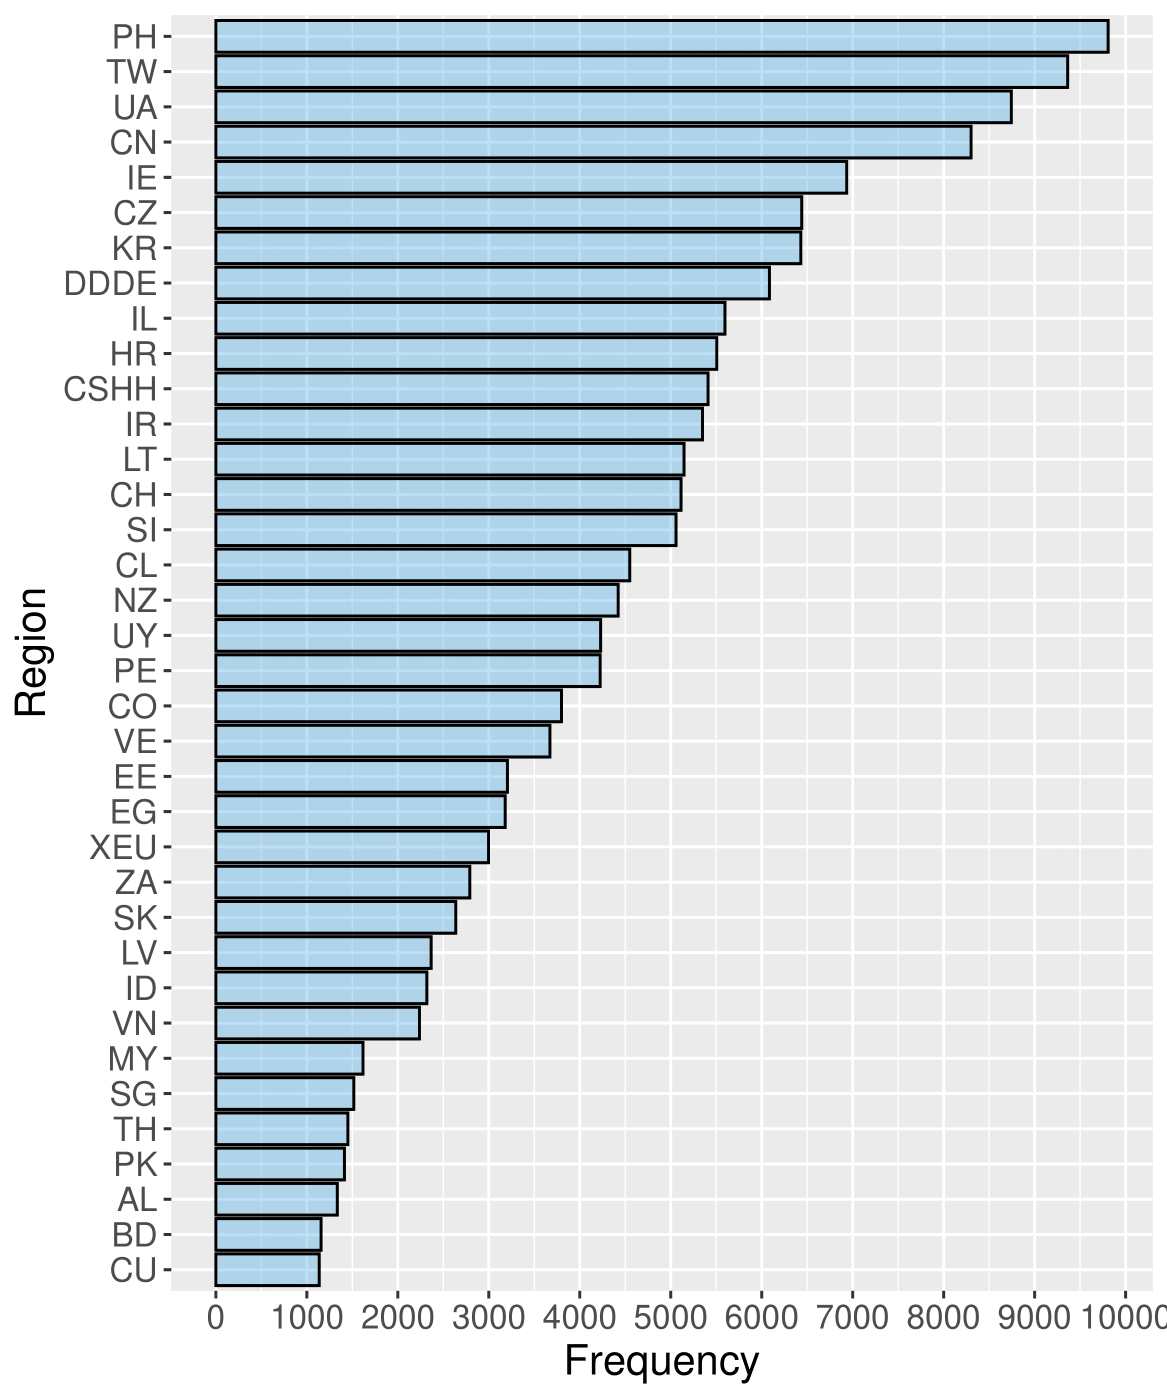 PH
TW
UA
CN
IE
CZ
KR
DDDE
IL
HR
CSHH
IR
LT
CH
SI
CL
NZ
UY
PE
CO
VE
EE
EG
XEU
ZA
SK
LV
ID
VN
MY
SG
TH
PK
AL
BD
CU
Region
0 1000 2000 3000 4000 5000 6000 7000 8000 9000 10000
Frequency